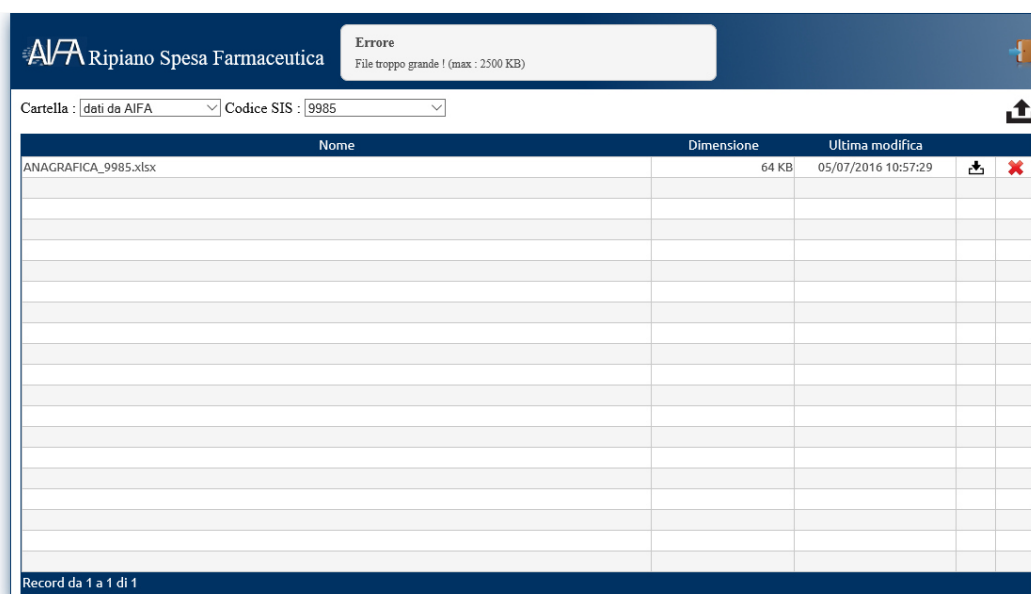 AIFA Ripiano Spesa Farmaceutica
Errore
File troppo grande ! (max : 2500 KB)
Cartella : dati da AIFA Codice SIS : 9985
Nome Dimensione Ultima modifica
ANAGRAFICA_9985.xlsx 64 KB 05/07/2016 10:57:29
Record da 1 a 1 di 1